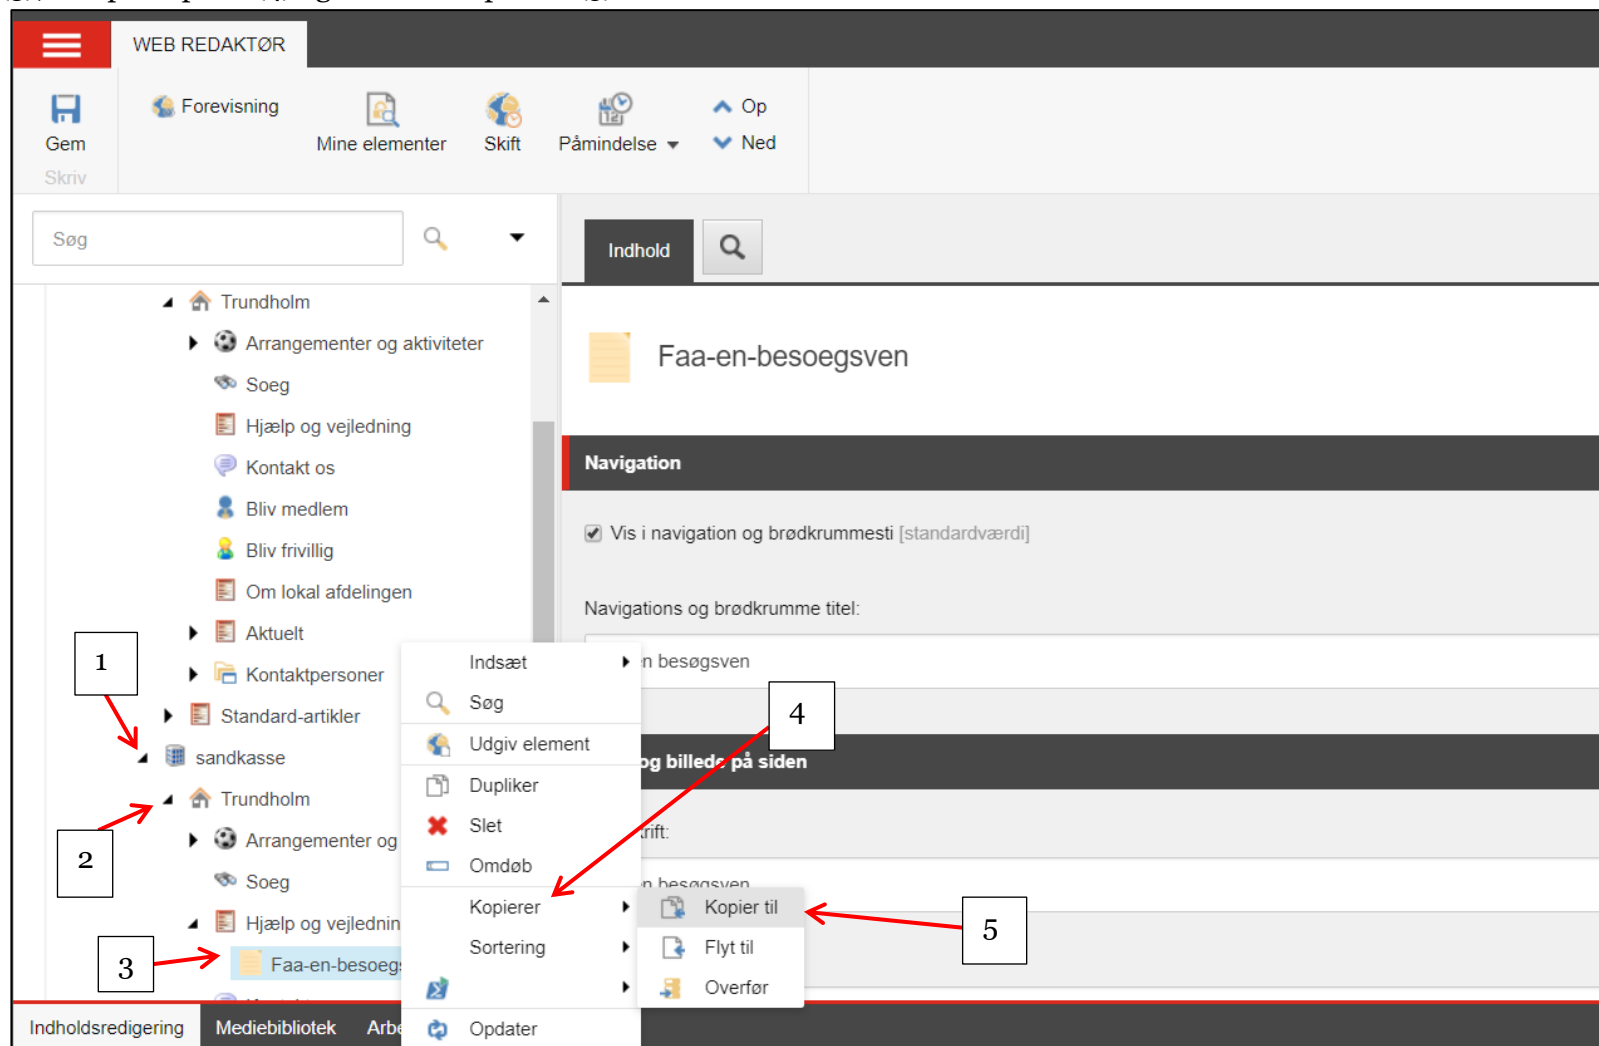 WEB REDAKTØR
Gem
Skriv
Forevisning
Mine elementer
Skift
Påmindelse
Op
Ned
Søg
Indhold
Trundholm
Arrangementer og aktiviteter
Soeg
Hjælp og vejledning
Kontakt os
Bliv medlem
Bliv frivillig
Om lokal afdelingen
Aktuelt
Kontaktpersoner
Standard-artikler
sandkasse
Trundholm
Arrangementer og
Soeg
Hjælp og vejlednin
Faa-en-besoegs
1
2
3
Faa-en-besoegsven
Navigation
Vis i navigation og brødkrummesti [standardværdi]
Navigations og brødkrumme titel:
n besøgsven
4
og billede på siden
rift:
n besøgsven
5
Indsæt
Søg
Udgiv element
Dupliker
Slet
Omdøb
Kopierer
Sortering
Opdater
Kopier til
Flyt til
Overfør
Indholdsredigering
Mediebibliotek
Arbe